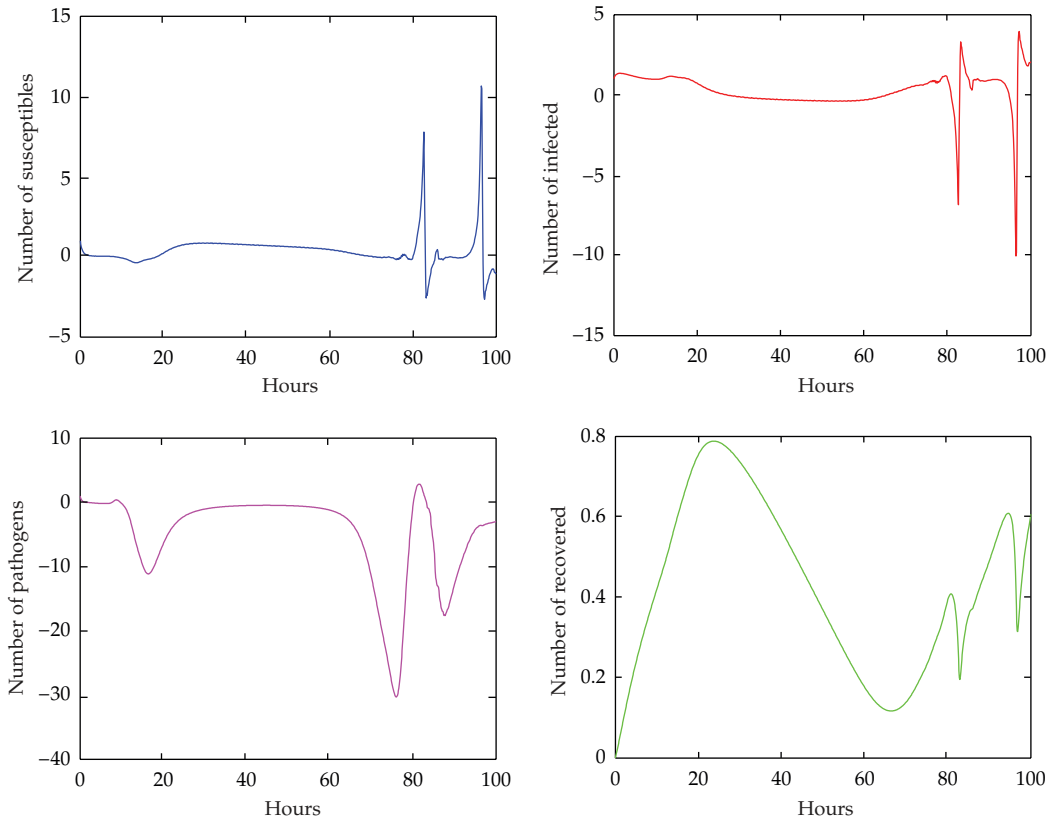 15
10
5
0
−5
Number of susceptibles
0 20 40 60 80 100
Hours
5
0
−5
−10
−15
Number of infected
0 20 40 60 80 100
Hours
10
0
−10
−20
−30
−40
Number of pathogens
0 20 40 60 80 100
Hours
0.8
0.6
0.4
0.2
0
Number of recovered
0 20 40 60 80 100
Hours